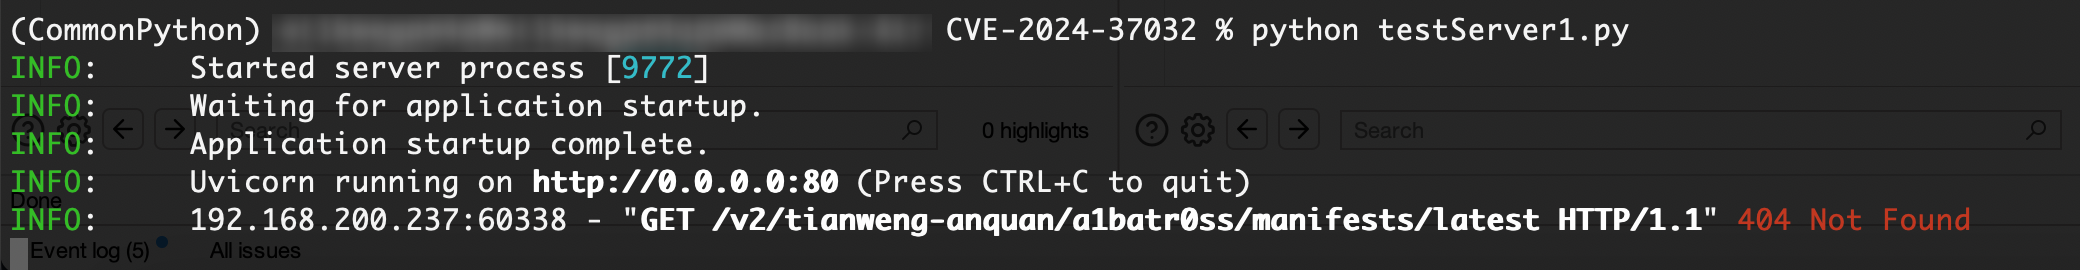 (CommonPython) CVE-2024-37032 % python testServer1.py
INFO: Started server process [9772]
INFO: Waiting for application startup.
Search 0 highlights Search
INFO: Application startup complete.
INFO: Uvicorn running on http://0.0.0.0:80 (Press CTRL+C to quit)
Done
INFO: 192.168.200.237:60338 - "GET /v2/tianweng-anquan/a1batr0ss/manifests/latest HTTP/1.1" 404 Not Found
Event log (5) All issues